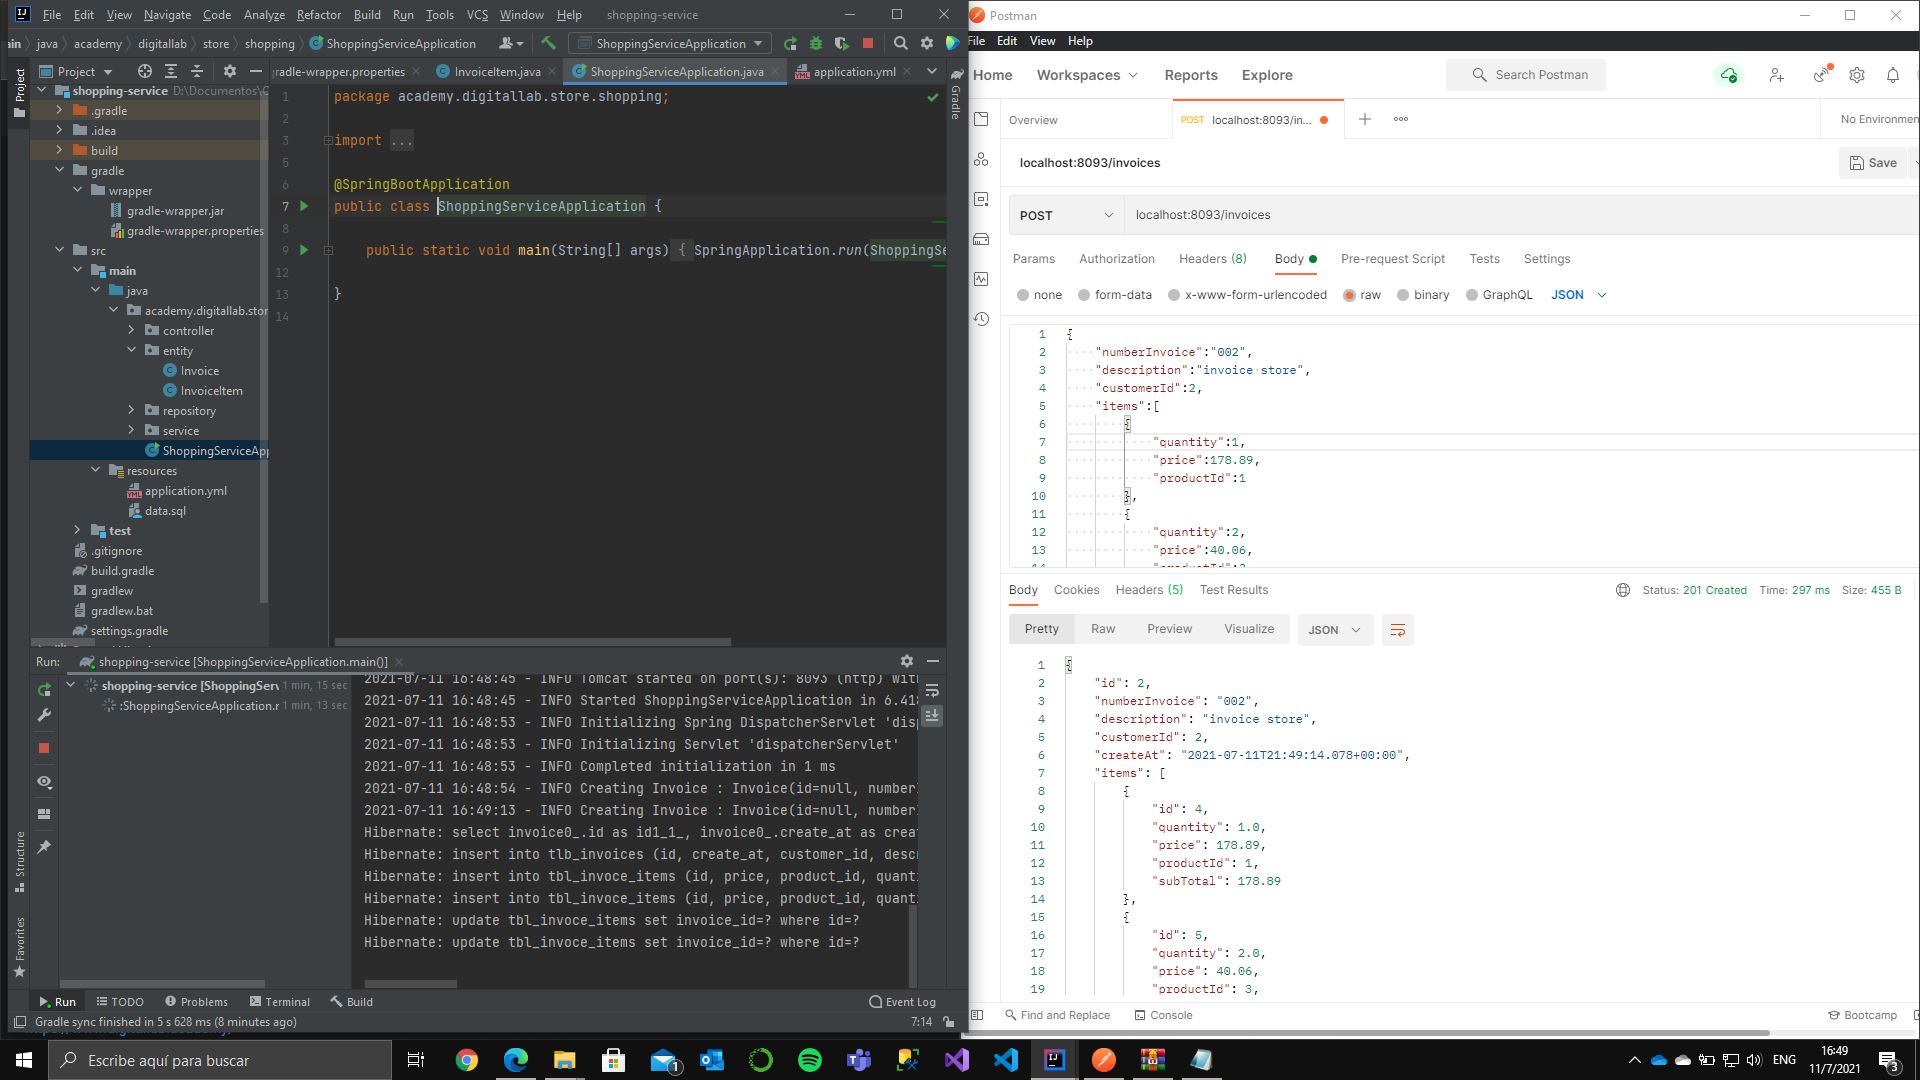 File Edit View Navigate Code Analyze Refactor Build Run Tools VCS Window Help shopping-service
ain java academy digitallab store shopping ShoppingServiceApplication ShoppingServiceApplication
Project
radle-wrapper.properties InvoiceItem.java ShoppingServiceApplication.java application.yml
Project
shopping-service D:\Documentos\C
.gradle
.idea
build
gradle
wrapper
gradle-wrapper.jar
gradle-wrapper.properties
src
main
java
academy.digitallab.stor
controller
entity
Invoice
InvoiceItem
repository
service
ShoppingServiceApp
resources
application.yml
data.sql
test
.gitignore
build.gradle
gradlew
gradlew.bat
settings.gradle
1 package academy.digitallab.store.shopping;
2
3 import ...
5
6 @SpringBootApplication
7 public class ShoppingServiceApplication {
8
9 public static void main(String[] args) { SpringApplication.run(ShoppingSe
12
13 }
14
Gradle
Run: shopping-service [ShoppingServiceApplication.main()]
shopping-service [ShoppingServ 1 min, 15 sec
:ShoppingServiceApplication.r 1 min, 13 sec
2021-07-11 16:48:45 - INFO Tomcat started on port(s): 8093 (http) with
2021-07-11 16:48:45 - INFO Started ShoppingServiceApplication in 6.418
2021-07-11 16:48:53 - INFO Initializing Spring DispatcherServlet 'disp
2021-07-11 16:48:53 - INFO Initializing Servlet 'dispatcherServlet'
2021-07-11 16:48:53 - INFO Completed initialization in 1 ms
2021-07-11 16:48:54 - INFO Creating Invoice : Invoice(id=null, numberI
2021-07-11 16:49:13 - INFO Creating Invoice : Invoice(id=null, numberI
Hibernate: select invoice0_.id as id1_1_, invoice0_.create_at as creat
Hibernate: insert into tlb_invoices (id, create_at, customer_id, descr
Hibernate: insert into tbl_invoce_items (id, price, product_id, quanti
Hibernate: insert into tbl_invoce_items (id, price, product_id, quanti
Hibernate: update tbl_invoce_items set invoice_id=? where id=?
Hibernate: update tbl_invoce_items set invoice_id=? where id=?
Structure
Favorites
Run TODO Problems Terminal Build Event Log
Gradle sync finished in 5 s 628 ms (8 minutes ago) 7:14
Postman
File Edit View Help
Home Workspaces Reports Explore Search Postman
Overview POST localhost:8093/in... No Environmen
localhost:8093/invoices Save
POST localhost:8093/invoices
Params Authorization Headers (8) Body Pre-request Script Tests Settings
none form-data x-www-form-urlencoded raw binary GraphQL JSON
1 {
2 "numberInvoice":"002",
3 "description":"invoice store",
4 "customerId":2,
5 "items":[
6 {
7 "quantity":1,
8 "price":178.89,
9 "productId":1
10 },
11 {
12 "quantity":2,
13 "price":40.06,
Body Cookies Headers (5) Test Results Status: 201 Created Time: 297 ms Size: 455 B
Pretty Raw Preview Visualize JSON
1 {
2 "id": 2,
3 "numberInvoice": "002",
4 "description": "invoice store",
5 "customerId": 2,
6 "createAt": "2021-07-11T21:49:14.078+00:00",
7 "items": [
8 {
9 "id": 4,
10 "quantity": 1.0,
11 "price": 178.89,
12 "productId": 1,
13 "subTotal": 178.89
14 },
15 {
16 "id": 5,
17 "quantity": 2.0,
18 "price": 40.06,
19 "productId": 3,
Find and Replace Console Bootcamp
Escribe aquí para buscar
1
ENG
16:49
11/7/2021
3